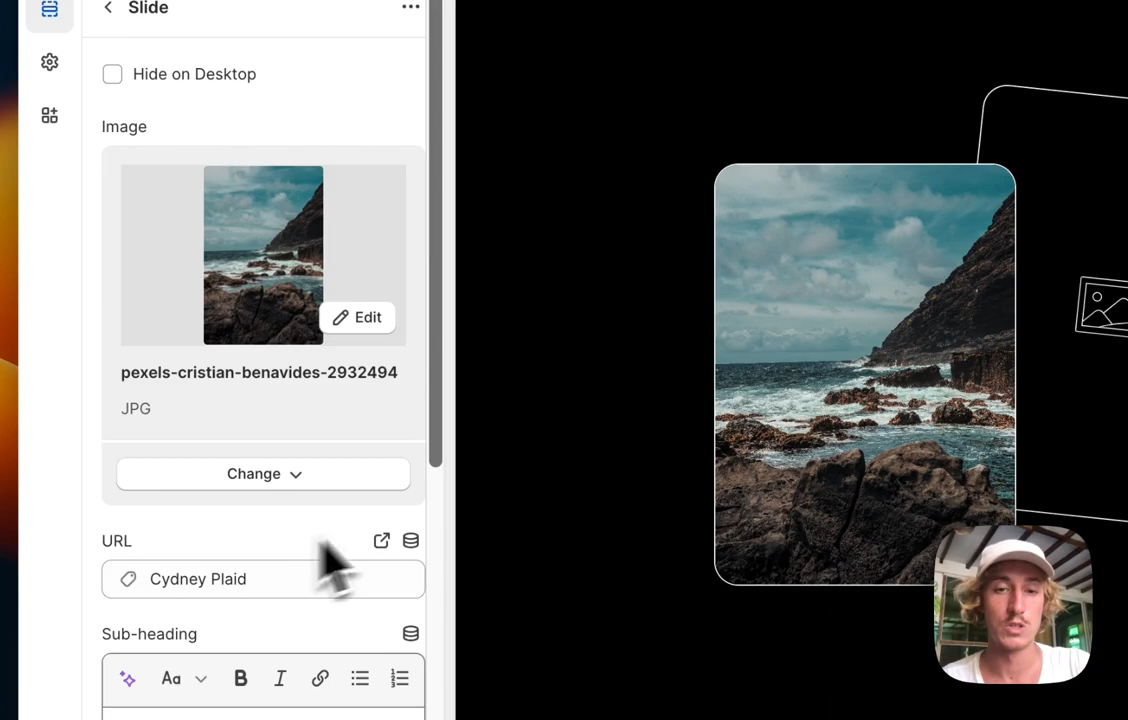 Slide
Hide on Desktop
Image
Edit
pexels-cristian-benavides-2932494
JPG
Change
URL
Cydney Plaid
Sub-heading
Aa
B
I